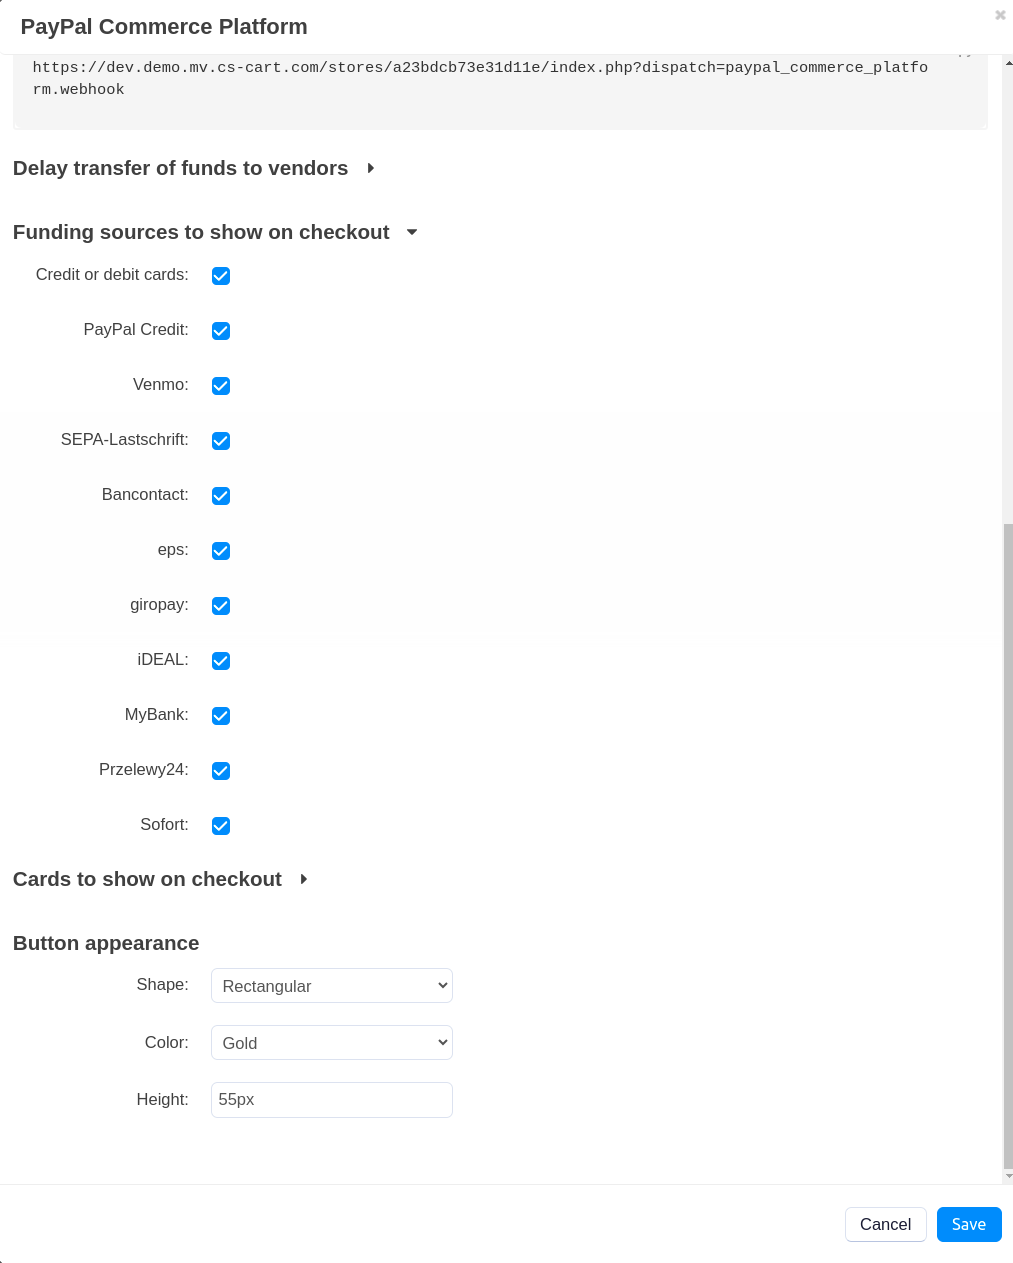 PayPal Commerce Platform
https://dev.demo.mv.cs-cart.com/stores/a23bdcb73e31d11e/index.php?dispatch=paypal_commerce_platfo
rm.webhook
Delay transfer of funds to vendors
Funding sources to show on checkout
Credit or debit cards:
PayPal Credit:
Venmo:
SEPA-Lastschrift:
Bancontact:
eps:
giropay:
iDEAL:
MyBank:
Przelewy24:
Sofort:
Cards to show on checkout
Button appearance
Shape: Rectangular
Color: Gold
Height: 55px
Cancel Save